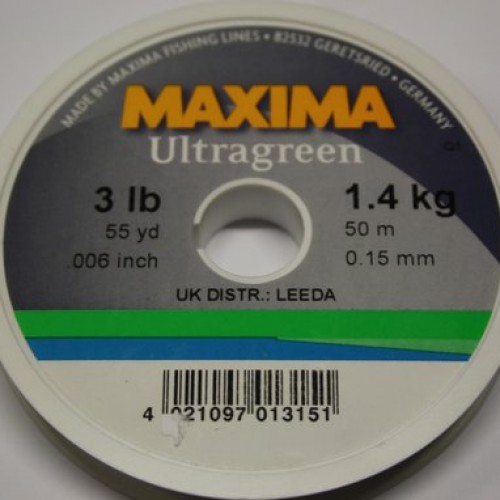 MADE BY MAXIMA FISHING LINES • 82532 GERETSRIED • GERMANY
MAXIMA
Ultragreen
3 lb 1.4 kg
55 yd 50 m
.006 inch 0.15 mm
UK DISTR.: LEEDA
4 021097 013151